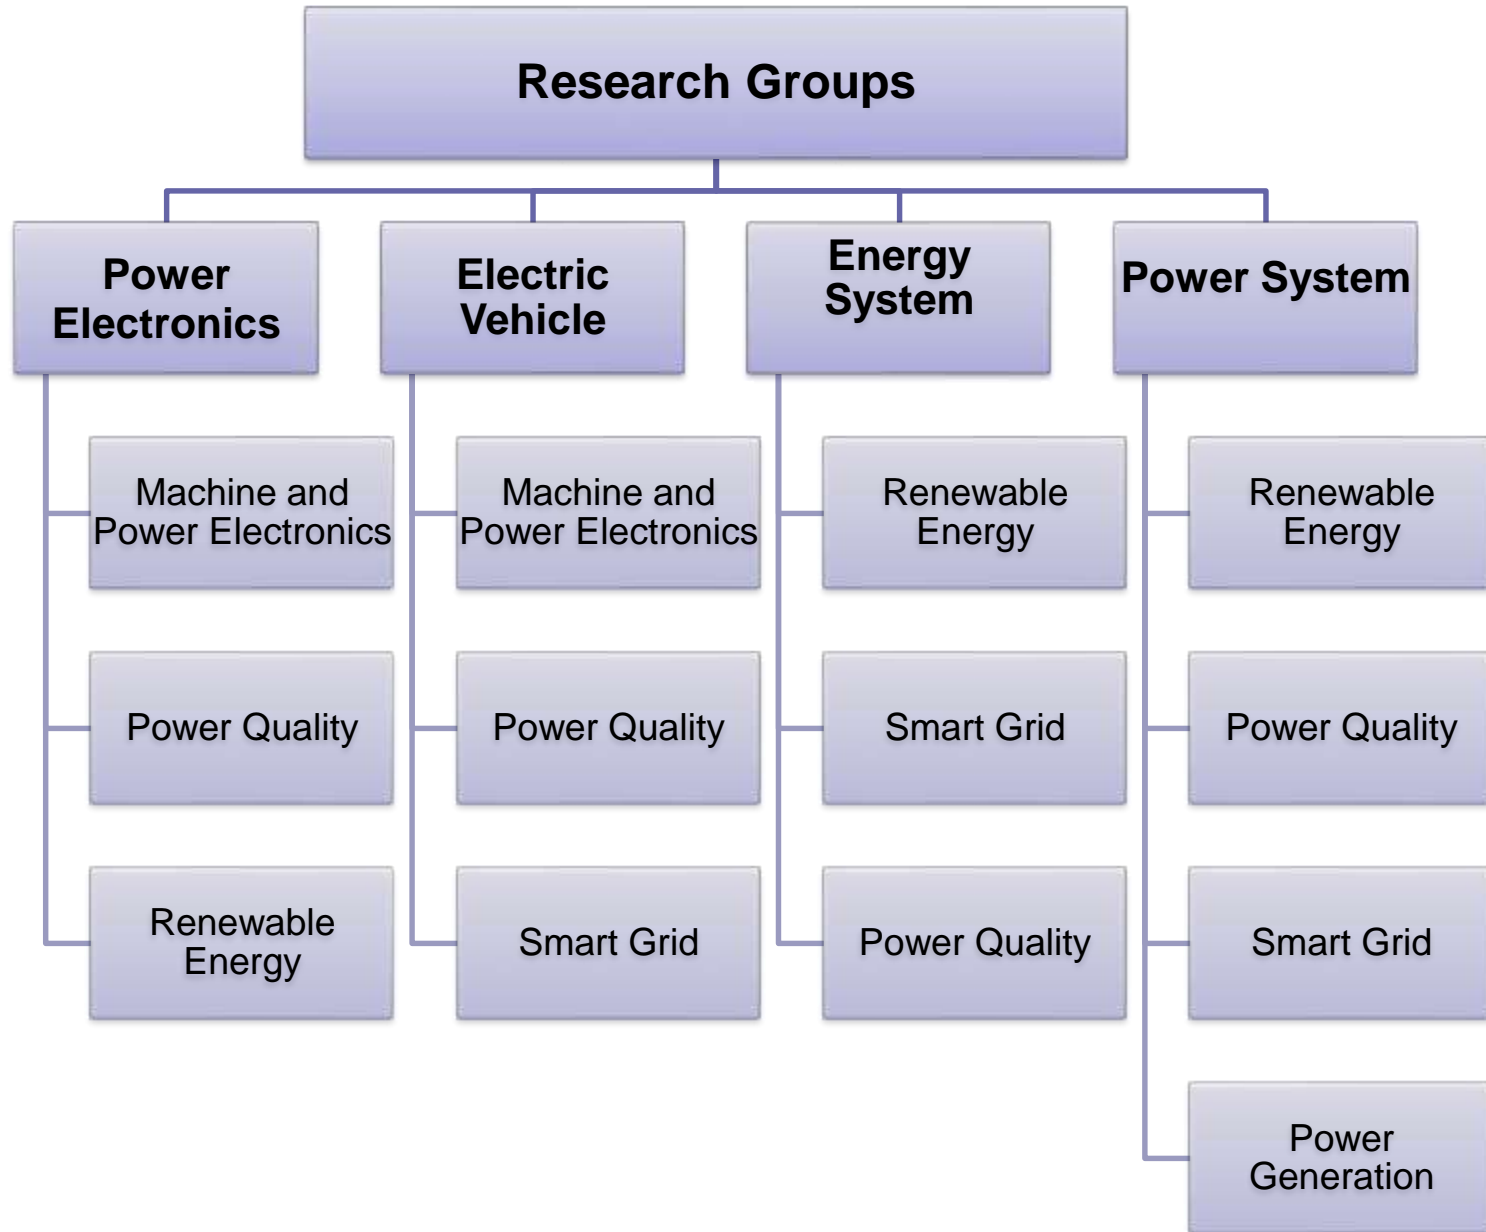 Research Groups
Power
Electronics
Machine and
Power Electronics
Power Quality
Renewable
Energy
Electric
Vehicle
Machine and
Power Electronics
Power Quality
Smart Grid
Energy
System
Renewable
Energy
Smart Grid
Power Quality
Power System
Renewable
Energy
Power Quality
Smart Grid
Power
Generation